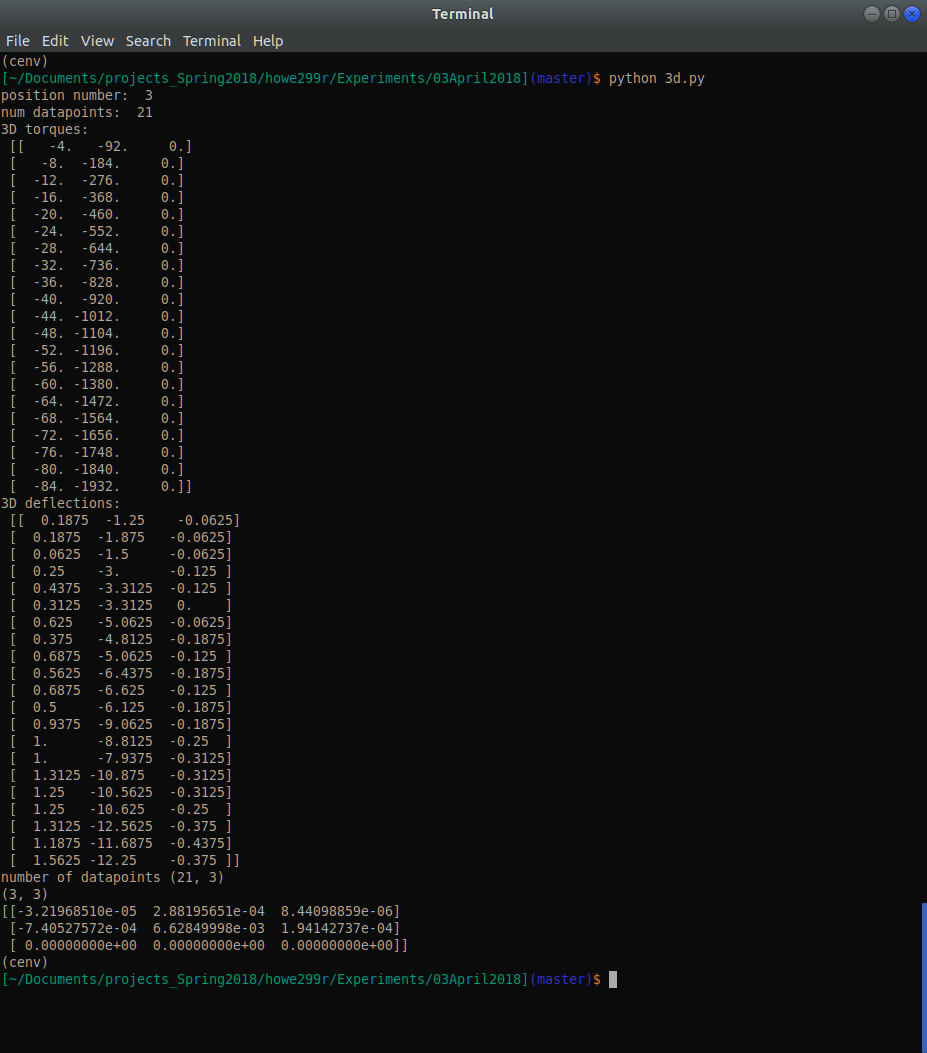 Terminal
File Edit View Search Terminal Help
(cenv)
[~/Documents/projects_Spring2018/howe299r/Experiments/03April2018](master)$ python 3d.py
position number:  3
num datapoints:  21
3D torques:
 [[   -4.   -92.     0.]
 [   -8.  -184.     0.]
 [  -12.  -276.     0.]
 [  -16.  -368.     0.]
 [  -20.  -460.     0.]
 [  -24.  -552.     0.]
 [  -28.  -644.     0.]
 [  -32.  -736.     0.]
 [  -36.  -828.     0.]
 [  -40.  -920.     0.]
 [  -44. -1012.     0.]
 [  -48. -1104.     0.]
 [  -52. -1196.     0.]
 [  -56. -1288.     0.]
 [  -60. -1380.     0.]
 [  -64. -1472.     0.]
 [  -68. -1564.     0.]
 [  -72. -1656.     0.]
 [  -76. -1748.     0.]
 [  -80. -1840.     0.]
 [  -84. -1932.     0.]]
3D deflections:
 [[  0.1875  -1.25    -0.0625]
 [  0.1875  -1.875   -0.0625]
 [  0.0625  -1.5     -0.0625]
 [  0.25    -3.      -0.125 ]
 [  0.4375  -3.3125  -0.125 ]
 [  0.3125  -3.3125   0.    ]
 [  0.625   -5.0625  -0.0625]
 [  0.375   -4.8125  -0.1875]
 [  0.6875  -5.0625  -0.125 ]
 [  0.5625  -6.4375  -0.1875]
 [  0.6875  -6.625   -0.125 ]
 [  0.5     -6.125   -0.1875]
 [  0.9375  -9.0625  -0.1875]
 [  1.      -8.8125  -0.25  ]
 [  1.      -7.9375  -0.3125]
 [  1.3125 -10.875   -0.3125]
 [  1.25   -10.5625  -0.3125]
 [  1.25   -10.625   -0.25  ]
 [  1.3125 -12.5625  -0.375 ]
 [  1.1875 -11.6875  -0.4375]
 [  1.5625 -12.25    -0.375 ]]
number of datapoints (21, 3)
(3, 3)
[[-3.21968510e-05  2.88195651e-04  8.44098859e-06]
 [-7.40527572e-04  6.62849998e-03  1.94142737e-04]
 [ 0.00000000e+00  0.00000000e+00  0.00000000e+00]]
(cenv)
[~/Documents/projects_Spring2018/howe299r/Experiments/03April2018](master)$